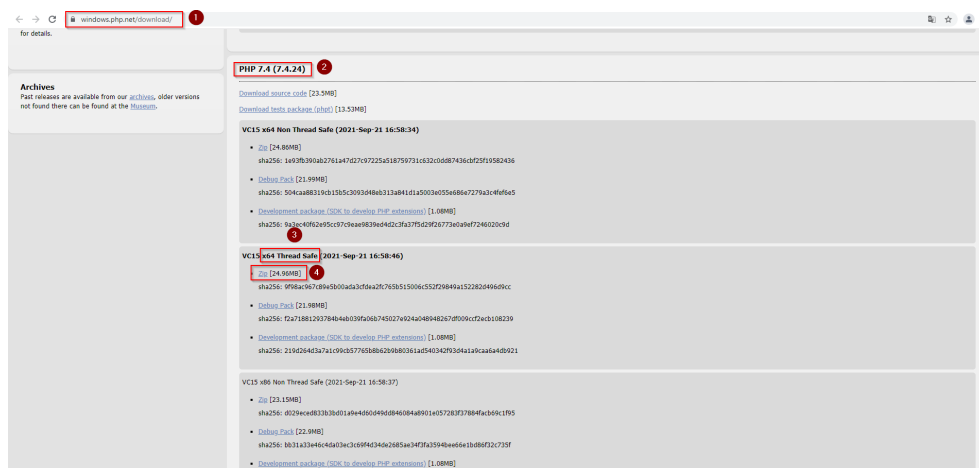 windows.php.net/download/
1
for details.
Archives
Past releases are available from our archives, older versions
not found there can be found at the Museum.
PHP 7.4 (7.4.24)
2
Download source code [23.5MB]
Download tests package (phpt) [13.53MB]
VC15 x64 Non Thread Safe (2021-Sep-21 16:58:34)
Zip [24.86MB]
sha256: 1e93fb390ab2761a47d27c97225a518759731c632c0dd87436cbf25f19582436
Debug Pack [21.99MB]
sha256: 504caa88319cb15b5c3093d48eb313a841d1a5003e055e686e7279a3c4fef6e5
Development package (SDK to develop PHP extensions) [1.08MB]
sha256: 9a3ec40f62e95cc97c9eae9839ed4d2c3fa37f5d29f26773e0a9ef7246020c9d
3
VC15 x64 Thread Safe (2021-Sep-21 16:58:46)
Zip [24.96MB]
4
sha256: 9f98ac967c89e5b00ada3cfdea2fc765b515006c552f29849a152282d496d9cc
Debug Pack [21.98MB]
sha256: f2a71881293784b4eb039fa06b745027e924a048948267df009ccf2ecb108239
Development package (SDK to develop PHP extensions) [1.08MB]
sha256: 219d264d3a7a1c99cb57765b8b62b9b80361ad540342f93d4a1a9caa6a4db921
VC15 x86 Non Thread Safe (2021-Sep-21 16:58:37)
Zip [23.15MB]
sha256: d029eced833b3bd01a9e4d60d49dd846084a8901e057283f37884facb69c1f95
Debug Pack [22.9MB]
sha256: bb31a33e46c4da03ec3c69f4d34de2685ae34f3fa3594bee66e1bd86f32c735f
Development package (SDK to develop PHP extensions) [1.08MB]